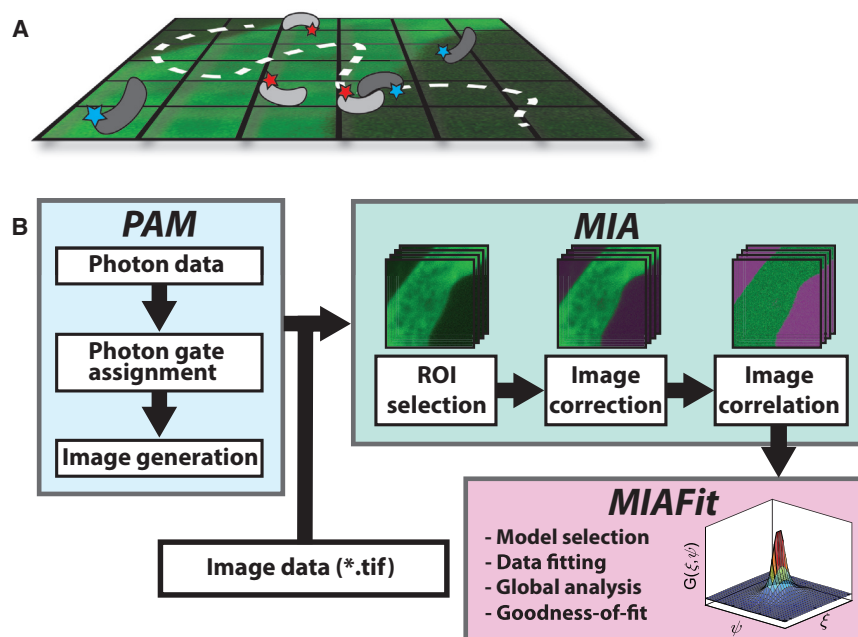 A
B
PAM
Photon data
Photon gate
assignment
Image generation
Image data (*.tif)
MIA
ROI
selection
Image
correction
Image
correlation
MIAFit
- Model selection
- Data fitting
- Global analysis
- Goodness-of-fit
G(ξ,ψ)
ψ
ξ